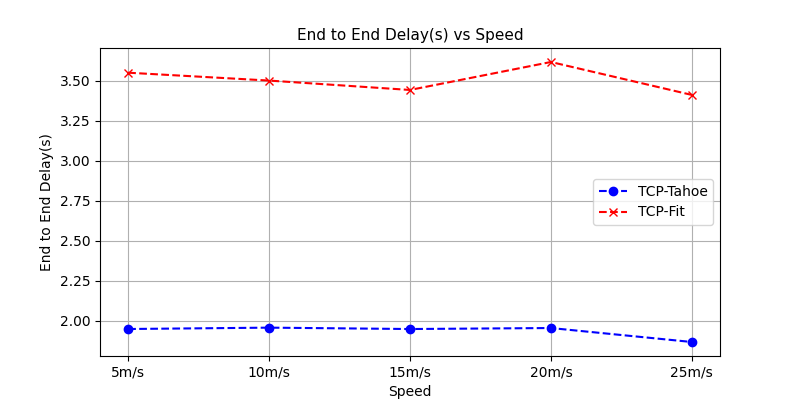 End to End Delay(s) vs Speed
End to End Delay(s)
3.50
3.25
3.00
2.75
2.50
2.25
2.00
TCP-Tahoe
TCP-Fit
5m/s 10m/s 15m/s 20m/s 25m/s
Speed